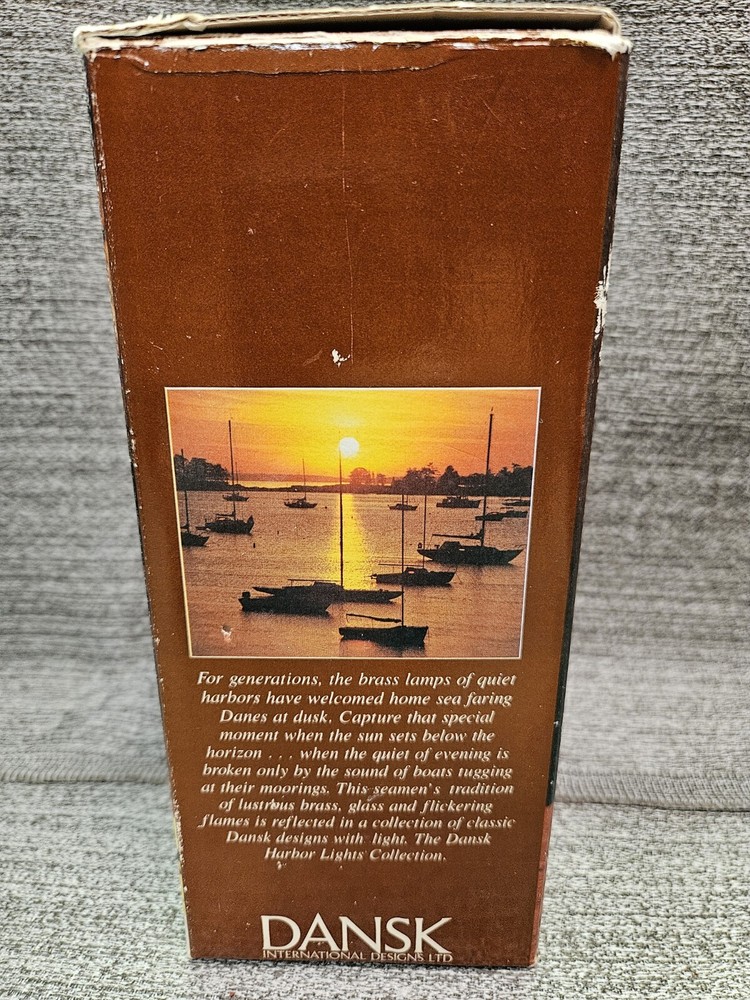 For generations, the brass lamps of quiet
harbors have welcomed home sea faring
Danes at dusk. Capture that special
moment when the sun sets below the
horizon . . . when the quiet of evening is
broken only by the sound of boats tugging
at their moorings. This seamen's tradition
of lustrous brass, glass and flickering
flames is reflected in a collection of classic
Dansk designs with light. The Dansk
Harbor Lights Collection.
DANSK
INTERNATIONAL DESIGNS LTD